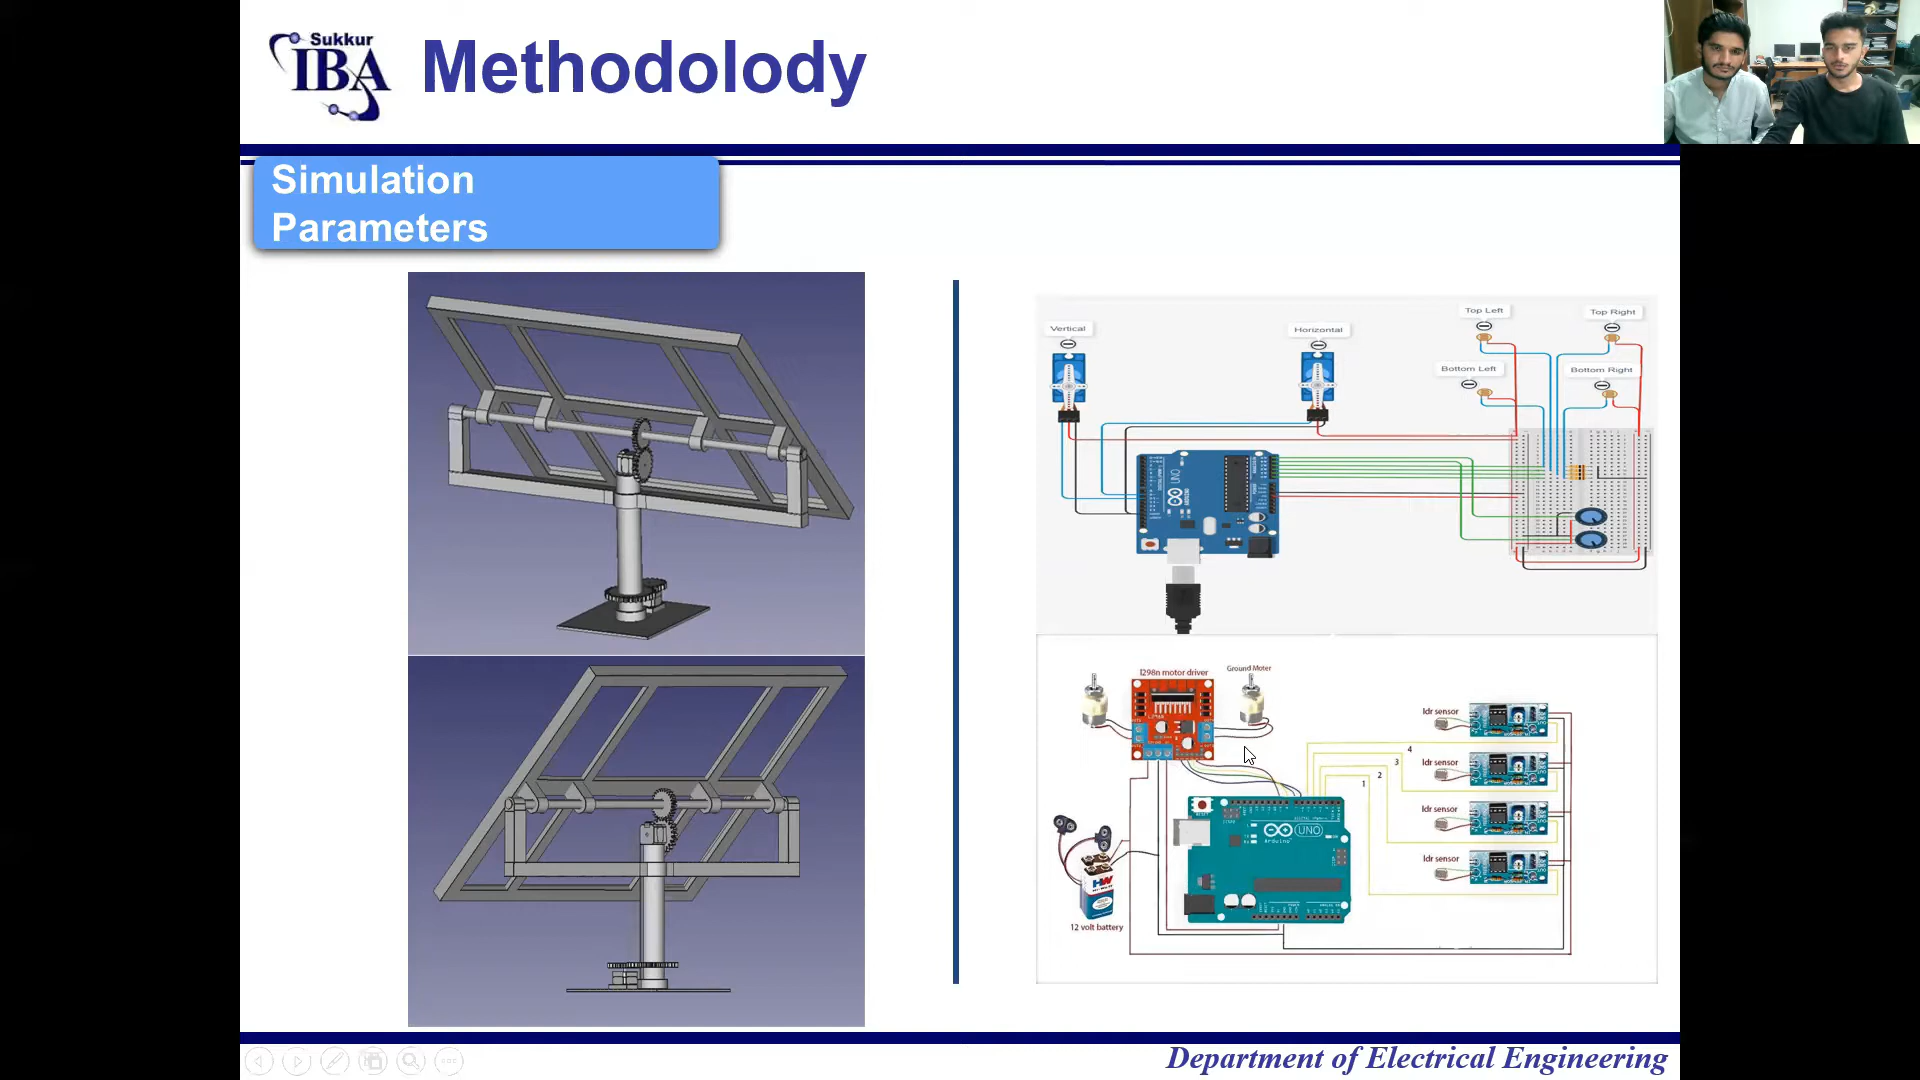 Sukkur
IBA
Methodolody
Simulation
Parameters
Vertical
Horizontal
Top Left
Top Right
Bottom Left
Bottom Right
UNO
l298n motor driver
Ground Moter
ldr sensor
4
3
ldr sensor
2
1
ldr sensor
UNO
Arduino
ldr sensor
HW
12 volt battery
Department of Electrical Engineering